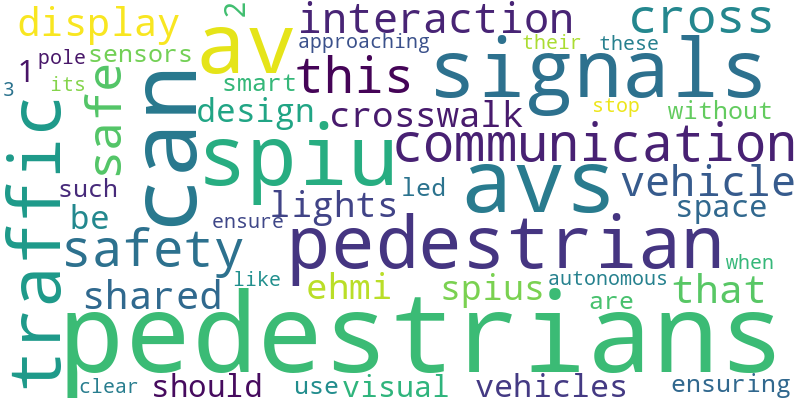 display
av
2
interaction
cross
pole
sensors
approaching
their
these
1
3
its
smart
this
signals
stop
without
safe
can
design
crosswalk
traffic
spiu
communication
such
led
avs
vehicle
be
ensure
lights
space
safety
pedestrian
when
shared
like
ehmi
spius
autonomous
are
that
pedestrians
clear
should
use
visual
vehicles
ensuring